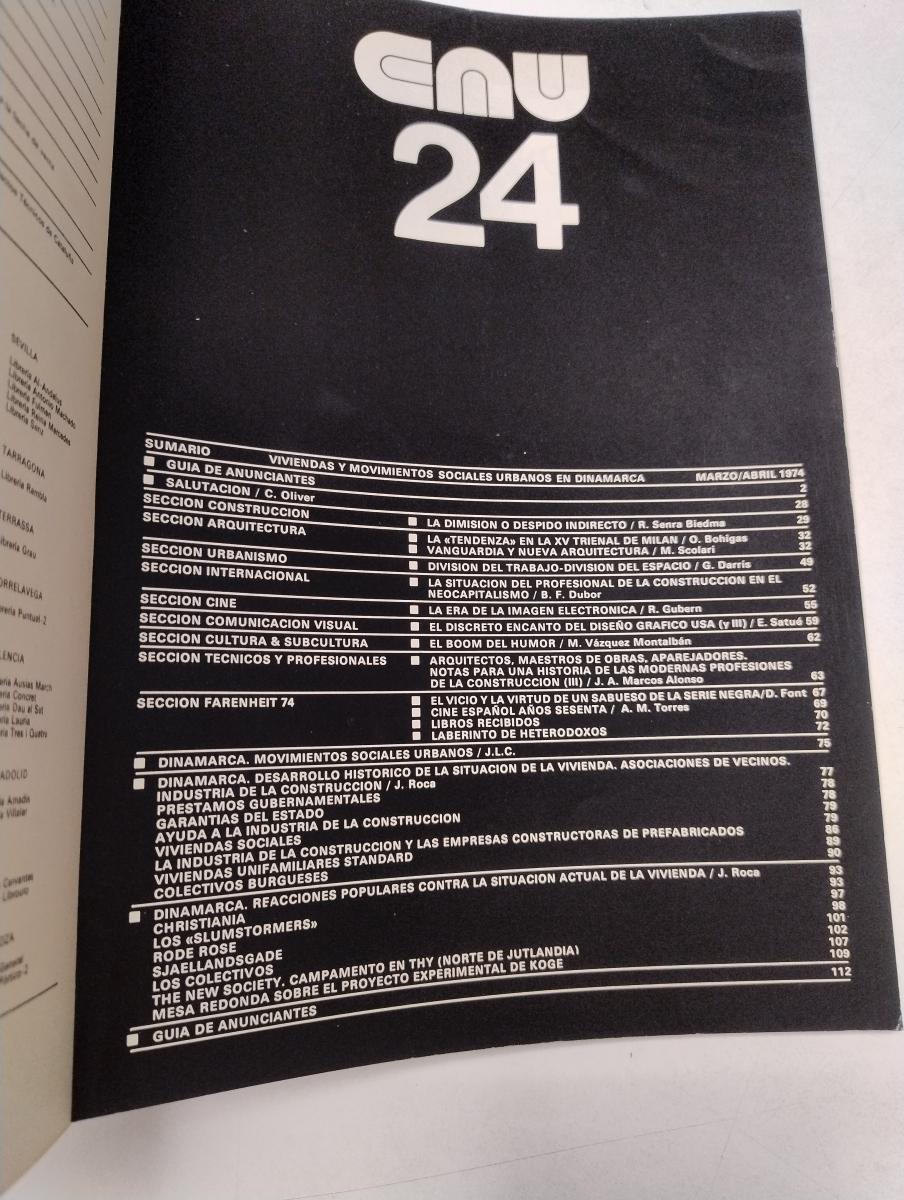 cau
24
SUMARIO VIVIENDAS Y MOVIMIENTOS SOCIALES URBANOS EN DINAMARCA MARZO/ABRIL 1974
GUIA DE ANUNCIANTES 2
SALUTACION / C. Oliver 28
SECCION CONSTRUCCION LA DIMISION O DESPIDO INDIRECTO / R. Senra Biedma 29
SECCION ARQUITECTURA LA «TENDENZA» EN LA XV TRIENAL DE MILAN / O. Bohigas 32
VANGUARDIA Y NUEVA ARQUITECTURA / M. Scolari 32
SECCION URBANISMO DIVISION DEL TRABAJO-DIVISION DEL ESPACIO / G. Darris 49
SECCION INTERNACIONAL LA SITUACION DEL PROFESIONAL DE LA CONSTRUCCION EN EL
NEOCAPITALISMO / B. F. Dubor 52
SECCION CINE LA ERA DE LA IMAGEN ELECTRONICA / R. Gubern 55
SECCION COMUNICACION VISUAL EL DISCRETO ENCANTO DEL DISEÑO GRAFICO USA (y III) / E. Satué 59
SECCION CULTURA & SUBCULTURA EL BOOM DEL HUMOR / M. Vázquez Montalbán 62
SECCION TECNICOS Y PROFESIONALES ARQUITECTOS, MAESTROS DE OBRAS, APAREJADORES.
NOTAS PARA UNA HISTORIA DE LAS MODERNAS PROFESIONES
DE LA CONSTRUCCION (III) / J. A. Marcos Alonso 63
SECCION FARENHEIT 74 EL VICIO Y LA VIRTUD DE UN SABUESO DE LA SERIE NEGRA/D. Font 67
CINE ESPAÑOL AÑOS SESENTA / A. M. Torres 69
LIBROS RECIBIDOS 70
LABERINTO DE HETERODOXOS 72
DINAMARCA. MOVIMIENTOS SOCIALES URBANOS / J.L.C. 75
DINAMARCA. DESARROLLO HISTORICO DE LA SITUACION DE LA VIVIENDA. ASOCIACIONES DE VECINOS.
INDUSTRIA DE LA CONSTRUCCION / J. Roca 77
PRESTAMOS GUBERNAMENTALES 78
GARANTIAS DEL ESTADO 78
AYUDA A LA INDUSTRIA DE LA CONSTRUCCION 79
VIVIENDAS SOCIALES 79
LA INDUSTRIA DE LA CONSTRUCCION Y LAS EMPRESAS CONSTRUCTORAS DE PREFABRICADOS 86
VIVIENDAS UNIFAMILIARES STANDARD 89
COLECTIVOS BURGUESES 90
DINAMARCA. REACCIONES POPULARES CONTRA LA SITUACION ACTUAL DE LA VIVIENDA / J. Roca 93
CHRISTIANIA 93
LOS «SLUMSTORMERS» 97
RODE ROSE 98
SJAELLANDSGADE 101
LOS COLECTIVOS 102
THE NEW SOCIETY. CAMPAMENTO EN THY (NORTE DE JUTLANDIA) 107
MESA REDONDA SOBRE EL PROYECTO EXPERIMENTAL DE KOGE 109
GUIA DE ANUNCIANTES 112
SEVILLA
Librería Al-Andalus
Librería Antonio Machado
Librería Fulmen
Librería Reina Mercedes
Librería Sanz
TARRAGONA
Librería Rambla